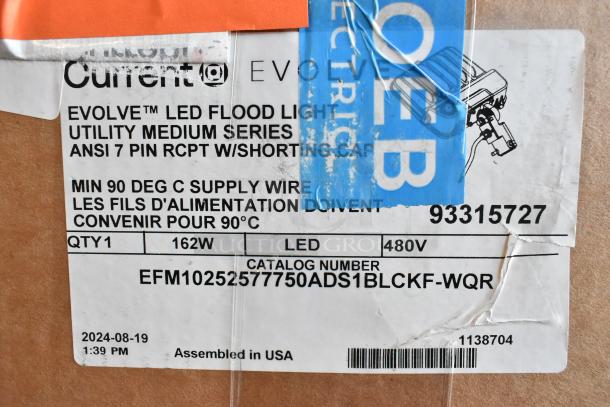 Current
EVOLVE
OEB
ECTRICA
EVOLVE™ LED FLOOD LIGHT
UTILITY MEDIUM SERIES
ANSI 7 PIN RCPT W/SHORTING CAP
MIN 90 DEG C SUPPLY WIRE
LES FILS D'ALIMENTATION DOIVENT
CONVENIR POUR 90°C
93315727
QTY1 162W LED 480V
CATALOG NUMBER
EFM10252577750ADS1BLCKF-WQR
2024-08-19
1:39 PM
Assembled in USA
1138704